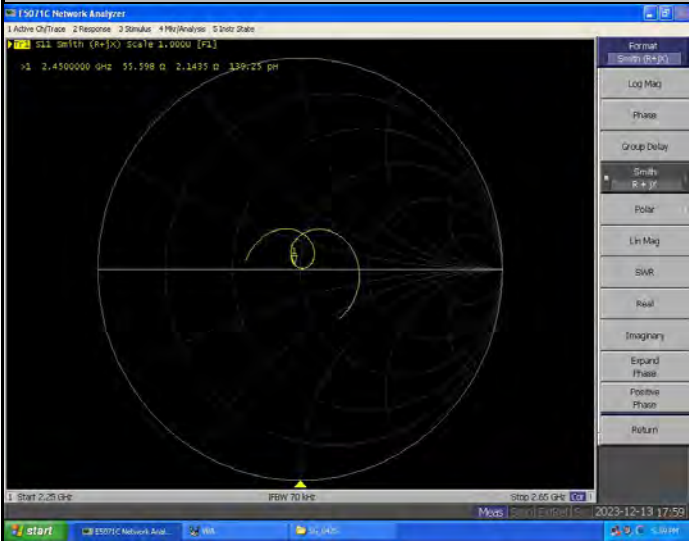 E5071C Network Analyzer
1 Active Ch/Trace 2 Response 3 Stimulus 4 Mkr/Analysis 5 Instr State
Tr1 S11 Smith (R+jX) Scale 1.000U [F1]
>1 2.4500000 GHz 55.598 Ω 2.1435 Ω 139.25 pH
Format
Smith (R+jX)
Log Mag
Phase
Group Delay
Smith
R + jX
Polar
Lin Mag
SWR
Real
Imaginary
Expand
Phase
Positive
Phase
Return
1 Start 2.25 GHz IFBW 70 kHz Stop 2.65 GHz Cor
Meas 2023-12-13 17:59
start E5071C Network Anal... VBA